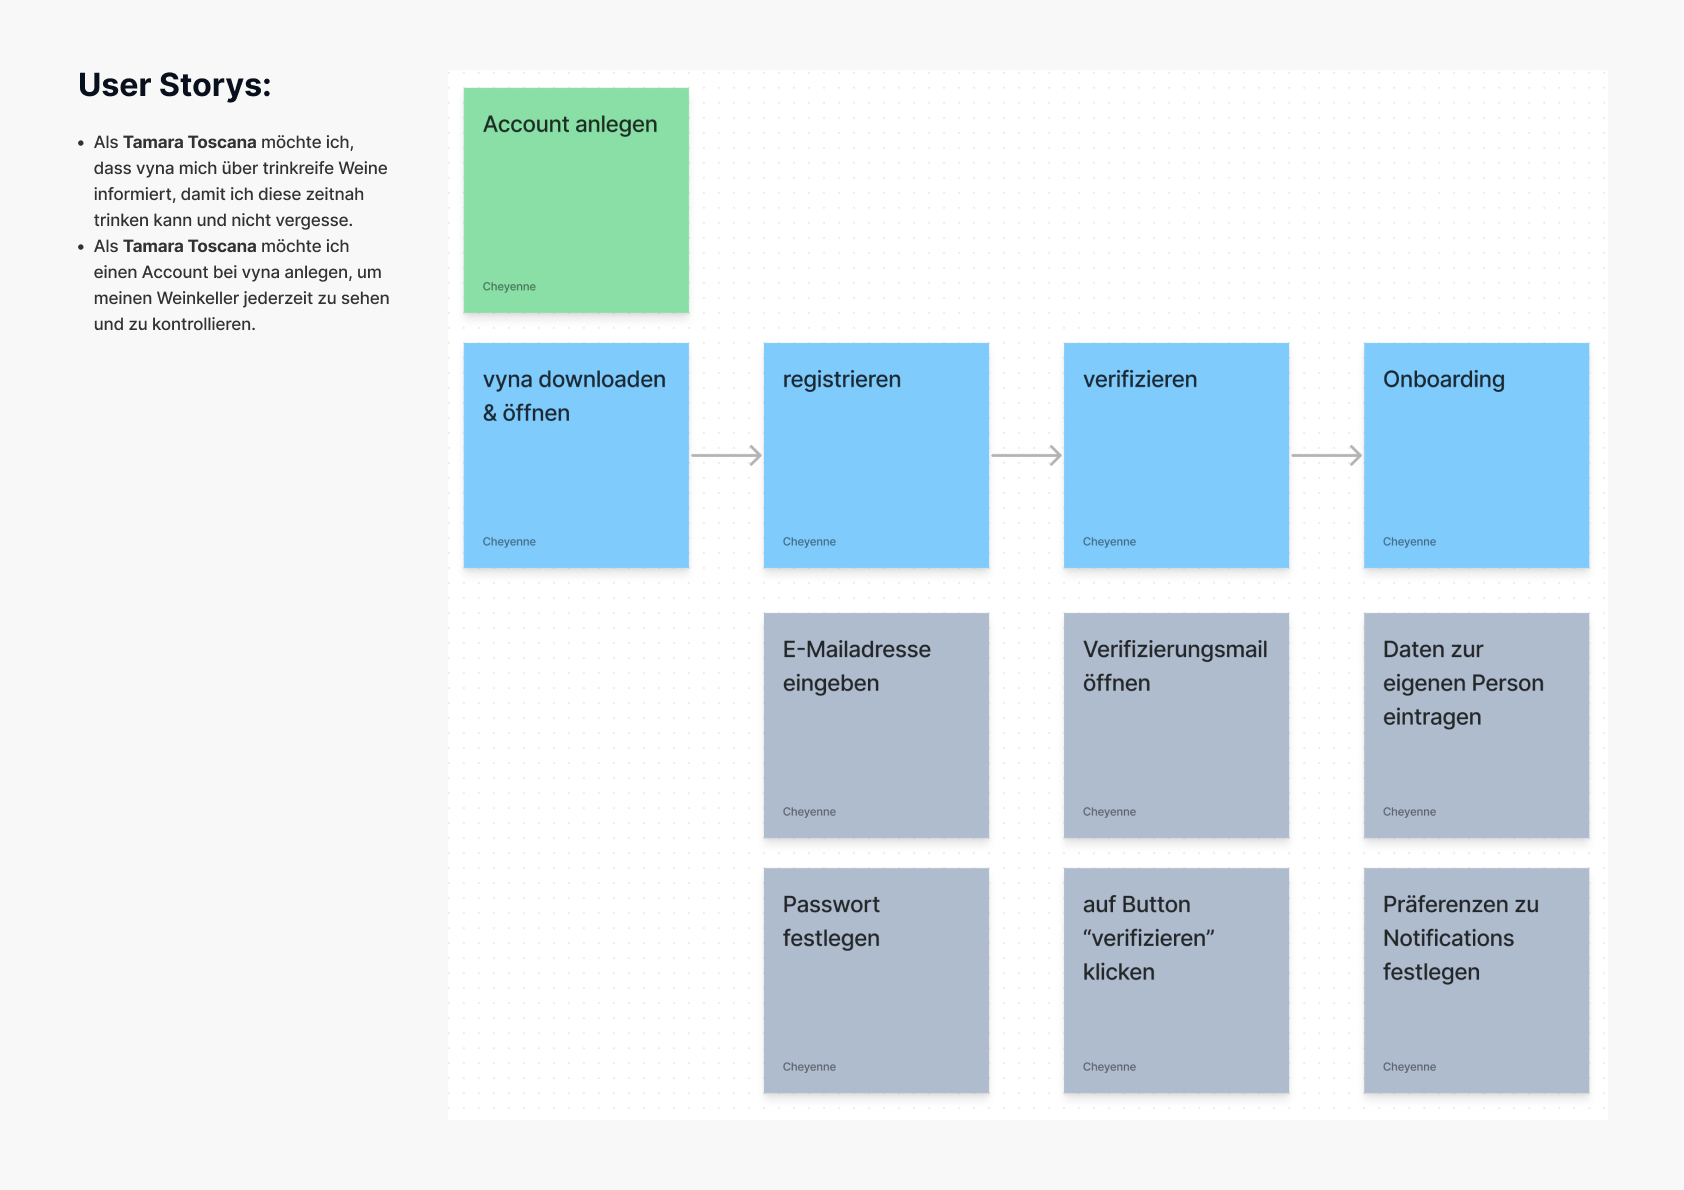 User Storys:
• Als Tamara Toscana möchte ich,
dass vyna mich über trinkreife Weine
informiert, damit ich diese zeitnah
trinken kann und nicht vergesse.
• Als Tamara Toscana möchte ich
einen Account bei vyna anlegen, um
meinen Weinkeller jederzeit zu sehen
und zu kontrollieren.
Account anlegen
Cheyenne
vyna downloaden
& öffnen
Cheyenne
registrieren
Cheyenne
verifizieren
Cheyenne
Onboarding
Cheyenne
E-Mailadresse
eingeben
Cheyenne
Verifizierungsmail
öffnen
Cheyenne
Daten zur
eigenen Person
eintragen
Cheyenne
Passwort
festlegen
Cheyenne
auf Button
“verifizieren”
klicken
Cheyenne
Präferenzen zu
Notifications
festlegen
Cheyenne